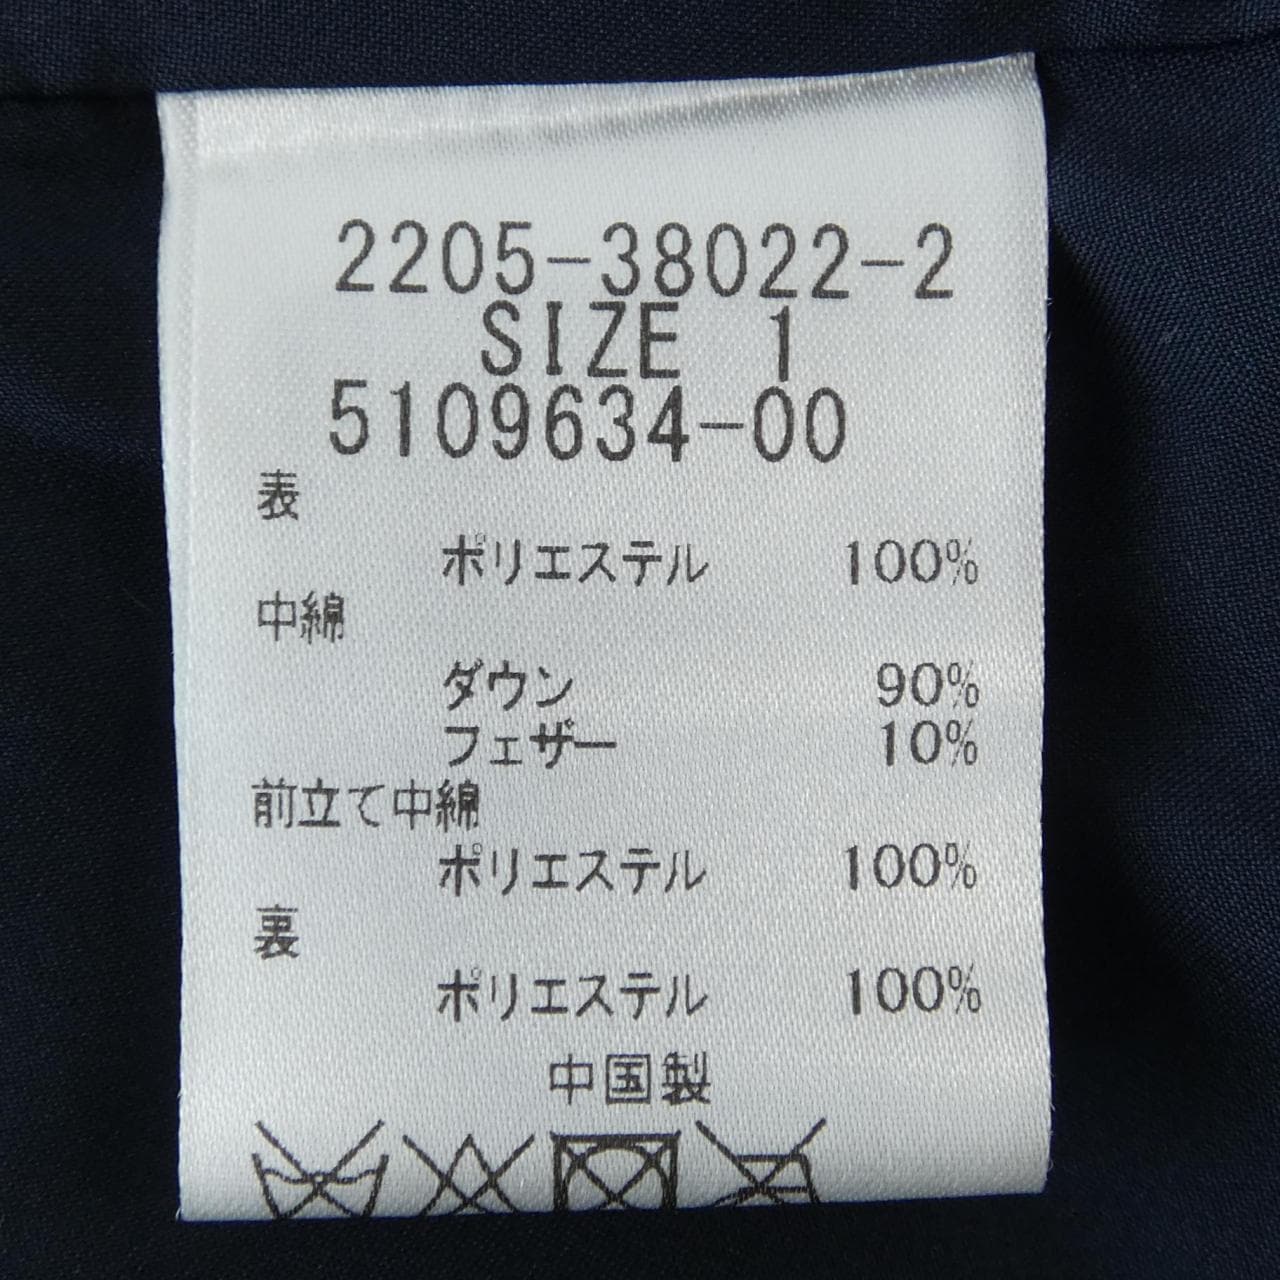 2205-38022-2
SIZE 1
5109634-00
表
ポリエステル 100%
中綿
ダウン 90%
フェザー 10%
前立て中綿
ポリエステル 100%
裏
ポリエステル 100%
中国製